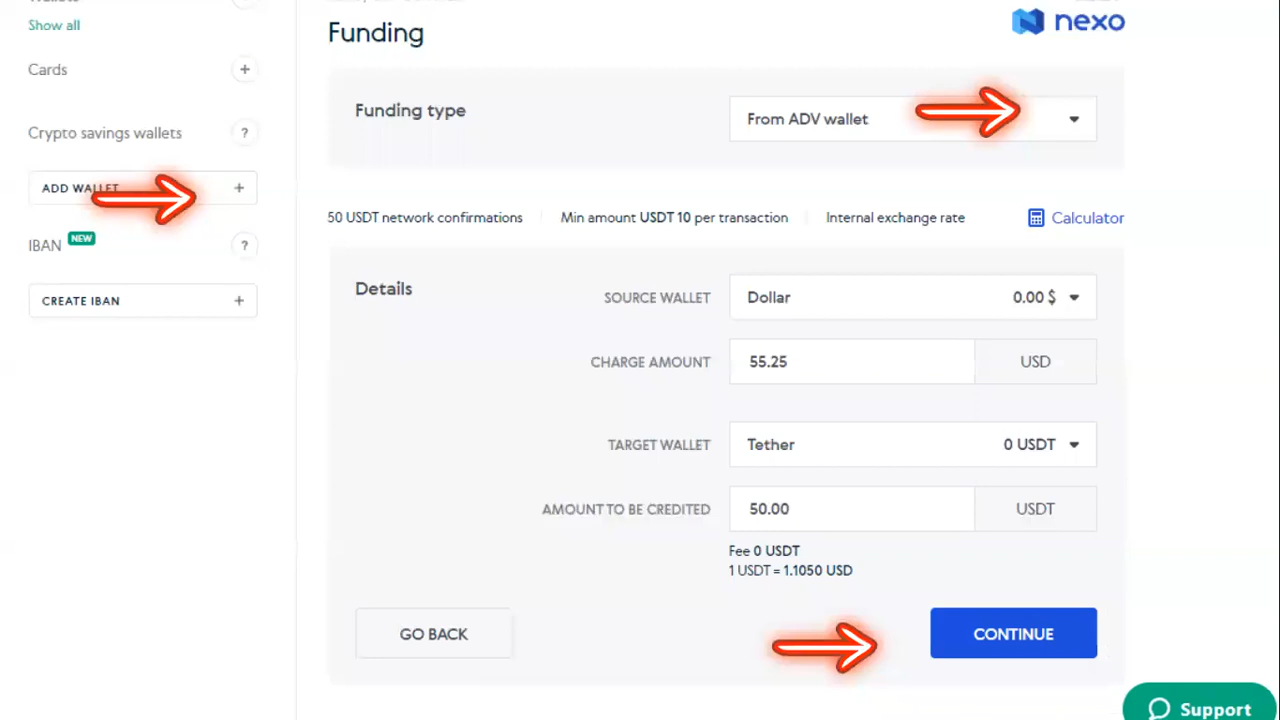 Show all
Cards +
Crypto savings wallets ?
ADD WALLET +
IBAN NEW ?
CREATE IBAN +
Funding
nexo
Funding type
From ADV wallet
50 USDT network confirmations
Min amount USDT 10 per transaction
Internal exchange rate
Calculator
Details
SOURCE WALLET
Dollar 0.00 $
CHARGE AMOUNT
55.25 USD
TARGET WALLET
Tether 0 USDT
AMOUNT TO BE CREDITED
50.00 USDT
Fee 0 USDT
1 USDT = 1.1050 USD
GO BACK
CONTINUE
Support